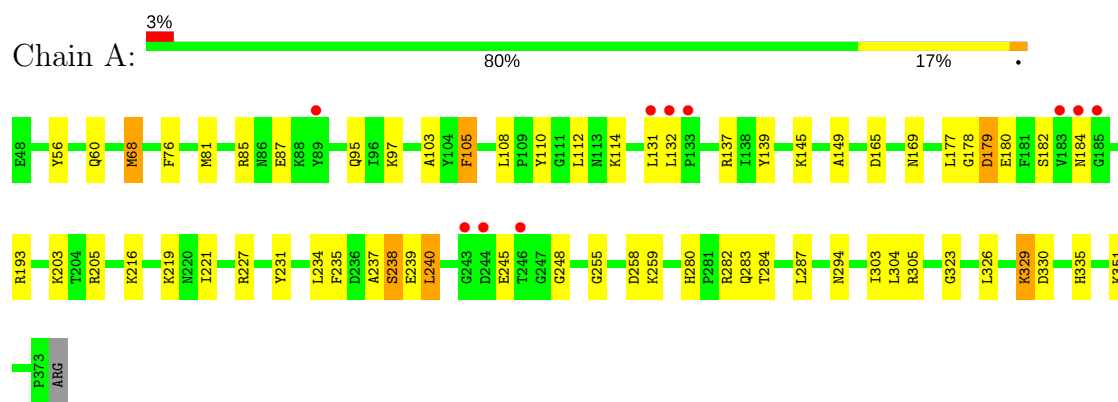 3%
Chain A:
80% 17% •
E48 Y56 Q60 M68 F76 M81 R85 N86 E87 K88 Y89 Q95 I96 K97 A103 Y104 F105 L108 P109 Y110 G111 L112 N113 K114 L131 L132 P133 R137 I138 Y139 K145 A149 D165 N169 L177 G178 D179 E180 F181 S182 V183 N184 G185
R193 K203 T204 R205 K216 K219 N220 I221 R227 Y231 L234 F235 D236 A237 S238 E239 L240 G243 D244 E245 T246 G247 G248 G255 D258 K259 H280 P281 R282 Q283 T284 L287 N294 I303 L304 R305 G323 L326 K329 D330 H335 K351
P373 ARG